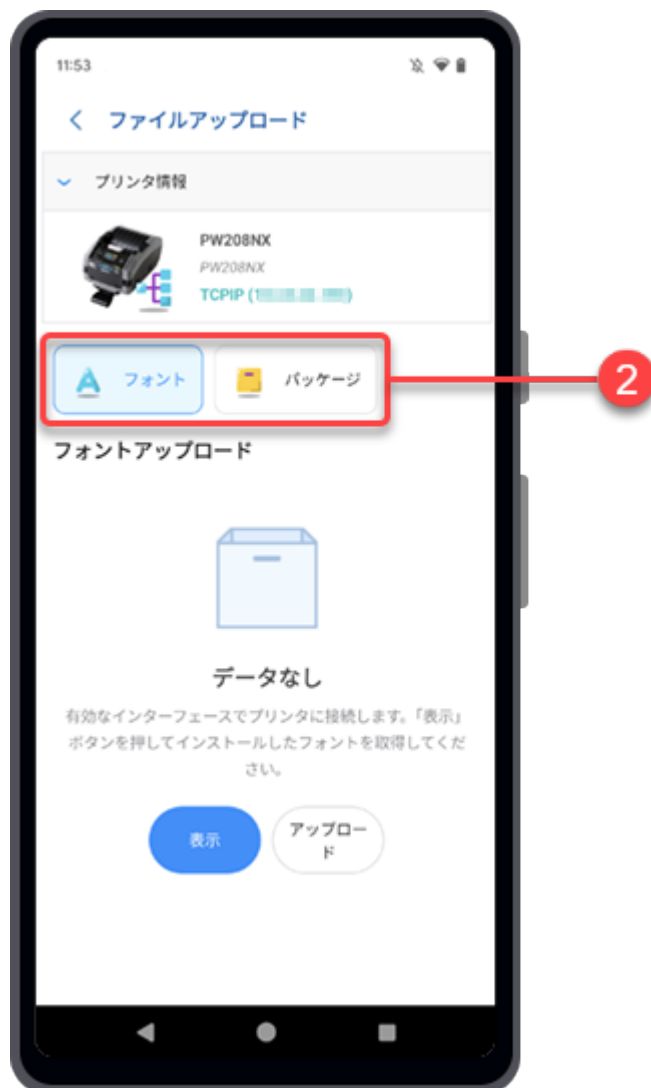 11:53
ファイルアップロード
プリンタ情報
PW208NX
PW208NX
TCPIP (1
フォント
パッケージ
2
フォントアップロード
データなし
有効なインターフェースでプリンタに接続します。「表示」
ボタンを押してインストールしたフォントを取得してくだ
さい。
表示
アップロー
ド